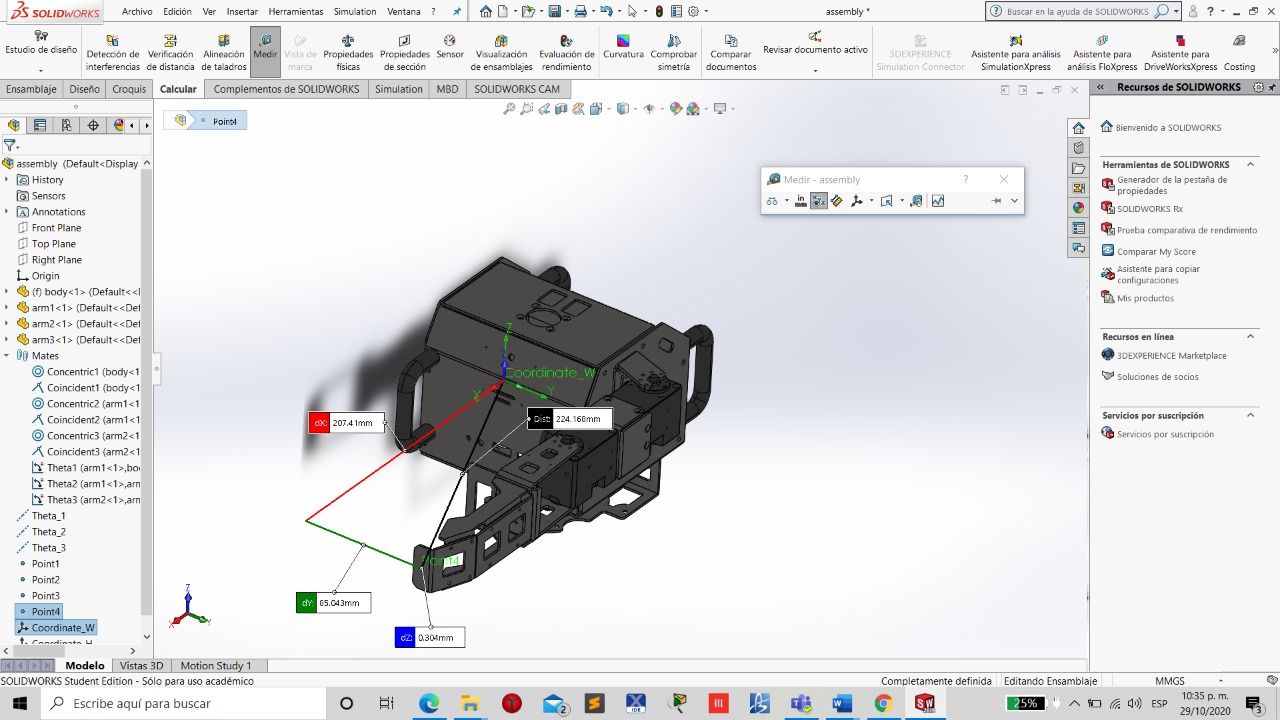 SOLIDWORKS
Archivo Edición Ver Insertar Herramientas Simulation Ventana ?
assembly *
Buscar en la ayuda de SOLIDWORKS
Estudio de diseño
Detección de interferencias
Verificación de distancia
Alineación de taladros
Medir
Vista de marca
Propiedades físicas
Propiedades de sección
Sensor
Visualización de ensamblajes
Evaluación de rendimiento
Curvatura
Comprobar simetría
Comparar documentos
Revisar documento activo
3DEXPERIENCE Simulation Connector
Asistente para análisis SimulationXpress
Asistente para análisis FloXpress
Asistente para DriveWorksXpress
Costing
Ensamblaje Diseño Croquis Calcular Complementos de SOLIDWORKS Simulation MBD SOLIDWORKS CAM
Point4
assembly (Default<Display
History
Sensors
Annotations
Front Plane
Top Plane
Right Plane
Origin
(f) body<1> (Default<<D
arm1<1> (Default<<Def
arm2<1> (Default<<Def
arm3<1> (Default<<Def
Mates
Concentric1 (body<1
Coincident1 (body<1
Concentric2 (arm1<1
Coincident2 (arm1<1
Concentric3 (arm2<1
Coincident3 (arm2<1
Theta1 (arm1<1>,bo
Theta2 (arm1<1>,arm
Theta3 (arm2<1>,arm
Theta_1
Theta_2
Theta_3
Point1
Point2
Point3
Point4
Coordinate_W
Coordinate_H
Medir - assembly ?
in
Z
Coordinate_W
X
Y
dX: 207.41mm
Dist: 224.168mm
Point4
dY: 85.043mm
dZ: 0.304mm
Z
X
Y
Recursos de SOLIDWORKS
Bienvenido a SOLIDWORKS
Herramientas de SOLIDWORKS
Generador de la pestaña de
propiedades
SOLIDWORKS Rx
Prueba comparativa de rendimiento
Comparar My Score
Asistente para copiar
configuraciones
Mis productos
Recursos en línea
3DEXPERIENCE Marketplace
Soluciones de socios
Servicios por suscripción
Servicios por suscripción
Modelo Vistas 3D Motion Study 1
SOLIDWORKS Student Edition - Sólo para uso académico
Completamente definida Editando Ensamblaje MMGS
Escribe aquí para buscar
25%
ESP
10:35 p. m.
29/10/2020